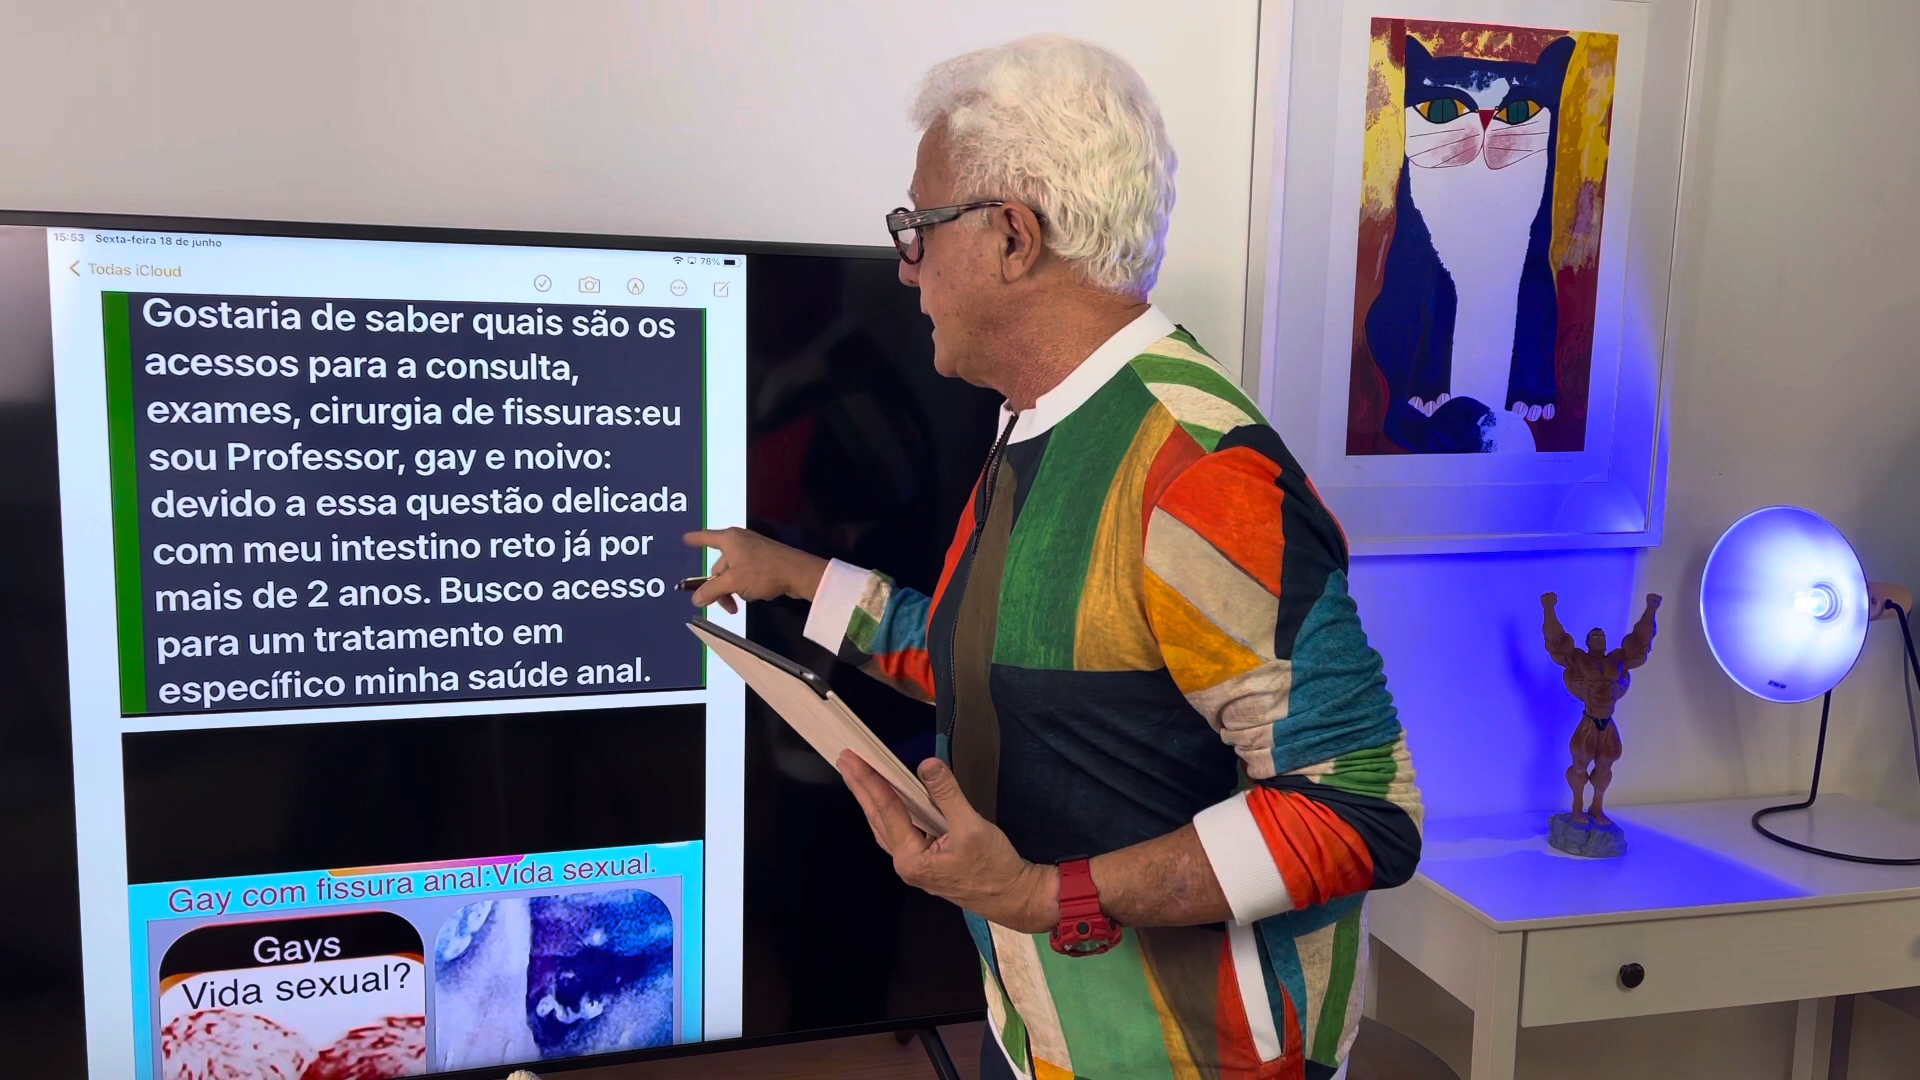 15:53 Sexta-feira 18 de junho
78%
Todas iCloud
Gostaria de saber quais são os
acessos para a consulta,
exames, cirurgia de fissuras:eu
sou Professor, gay e noivo:
devido a essa questão delicada
com meu intestino reto já por
mais de 2 anos. Busco acesso
para um tratamento em
específico minha saúde anal.
Gay com fissura anal:Vida sexual.
Gays
Vida sexual?